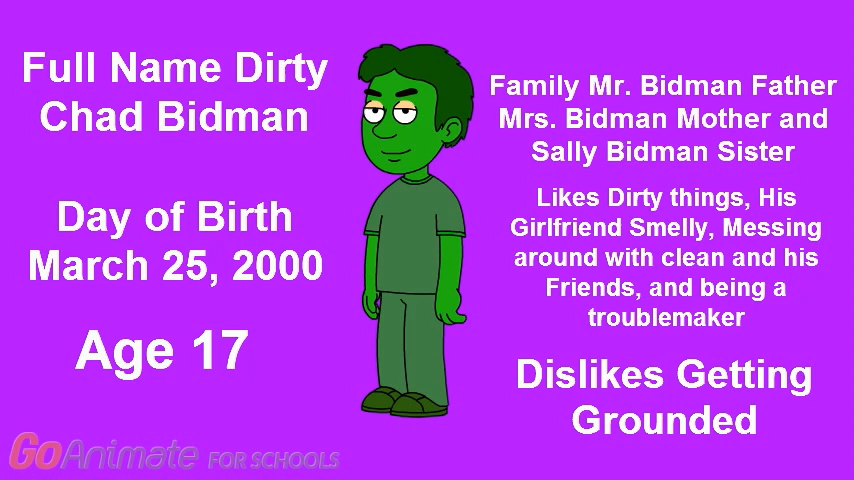 Full Name Dirty
Chad Bidman
Day of Birth
March 25, 2000
Age 17
Family Mr. Bidman Father
Mrs. Bidman Mother and
Sally Bidman Sister
Likes Dirty things, His
Girlfriend Smelly, Messing
around with clean and his
Friends, and being a
troublemaker
Dislikes Getting
Grounded
GoAnimate FOR SCHOOLS